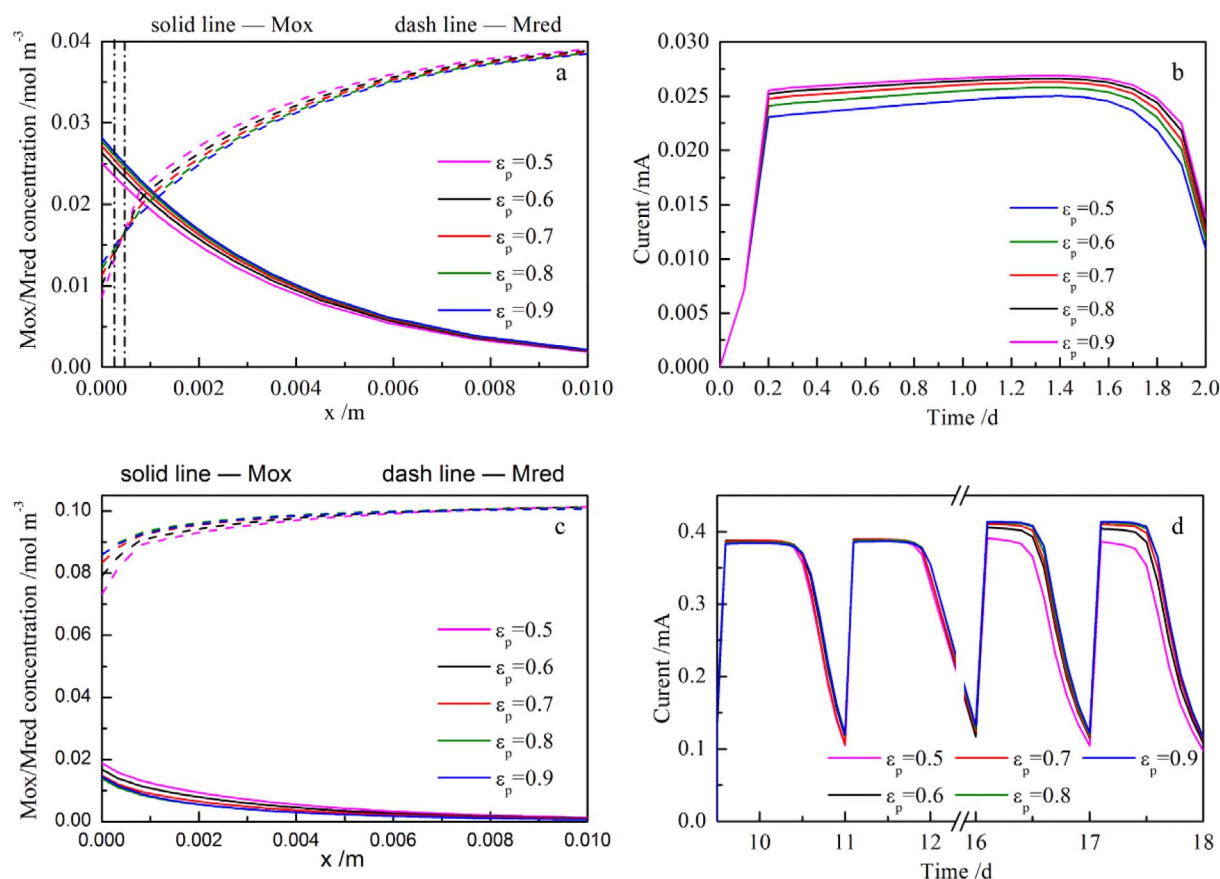 solid line — Mox dash line — Mred
Mox/Mred concentration /mol m⁻³
0.04
0.03
0.02
0.01
0.00
a
εp=0.5
εp=0.6
εp=0.7
εp=0.8
εp=0.9
0.000 0.002 0.004 0.006 0.008 0.010
x /m
Curent /mA
0.030
0.025
0.020
0.015
0.010
0.005
0.000
b
εp=0.5
εp=0.6
εp=0.7
εp=0.8
εp=0.9
0.0 0.2 0.4 0.6 0.8 1.0 1.2 1.4 1.6 1.8 2.0
Time /d
solid line — Mox dash line — Mred
Mox/Mred concentration /mol m⁻³
0.10
0.08
0.06
0.04
0.02
0.00
c
εp=0.5
εp=0.6
εp=0.7
εp=0.8
εp=0.9
0.000 0.002 0.004 0.006 0.008 0.010
x /m
Curent /mA
0.4
0.3
0.2
0.1
0.0
d
εp=0.5 εp=0.7 εp=0.9
εp=0.6 εp=0.8
10 11 12 16 17 18
Time /d